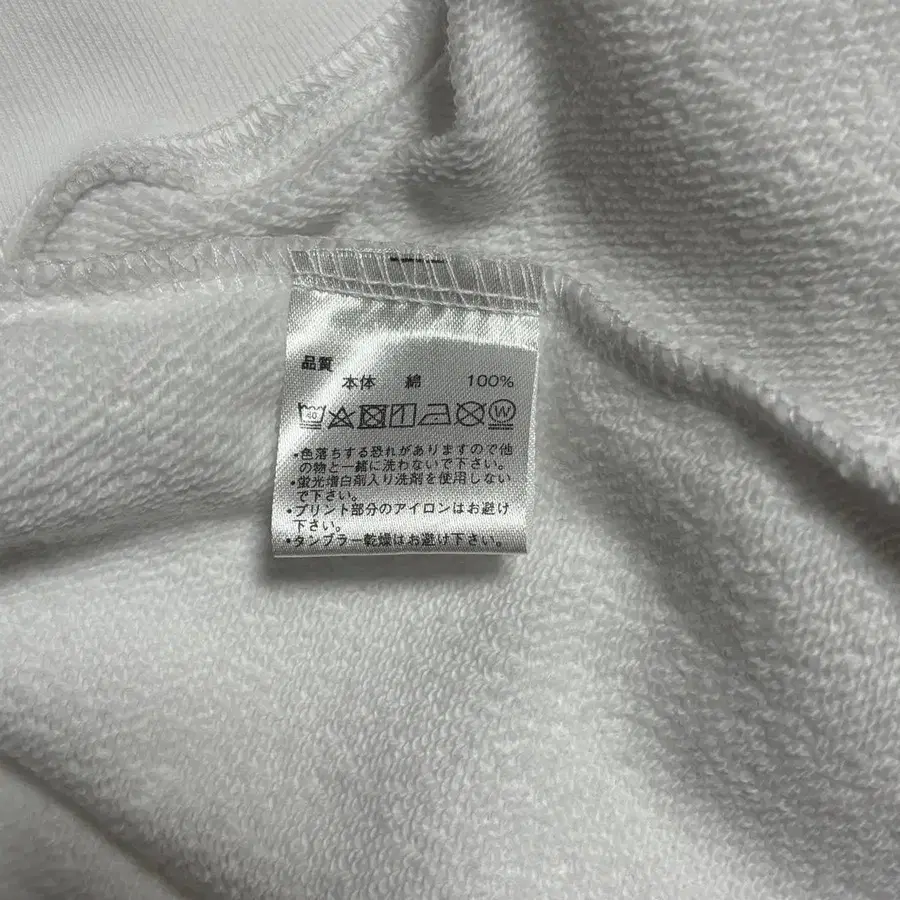 品質
本体 綿 100%
40 W
・色落ちする恐れがありますので他
の物と一緒に洗わないで下さい。
・蛍光増白剤入り洗剤を使用しない
で下さい。
・プリント部分のアイロンはお避け
下さい。
・タンブラー乾燥はお避け下さい。